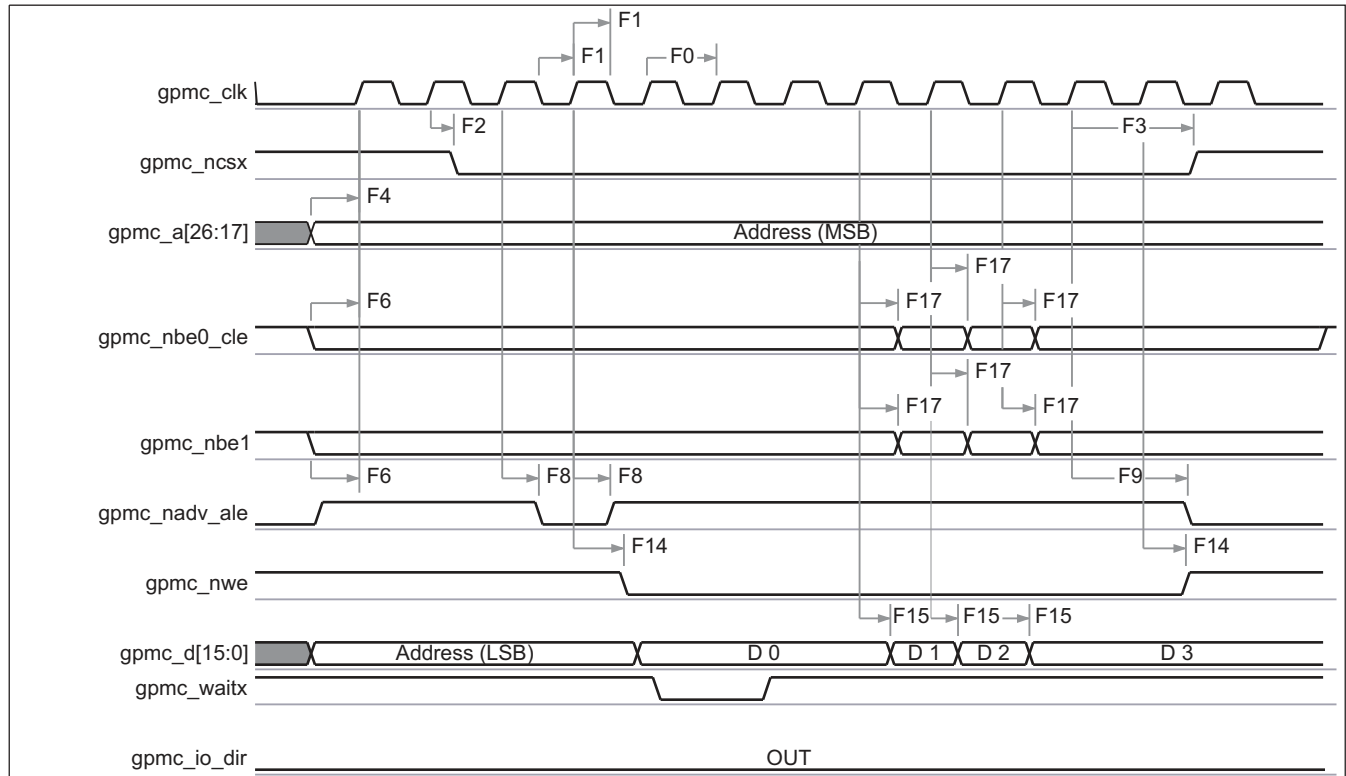 F1
F1 F0
gpmc_clk
F2 F3
gpmc_ncsx
F4
gpmc_a[26:17] Address (MSB)
F17
F6 F17 F17
gpmc_nbe0_cle
F17
F17 F17
gpmc_nbe1
F6 F8 F8 F9
gpmc_nadv_ale
F14 F14
gpmc_nwe
F15 F15 F15
gpmc_d[15:0] Address (LSB) D 0 D 1 D 2 D 3
gpmc_waitx
gpmc_io_dir OUT